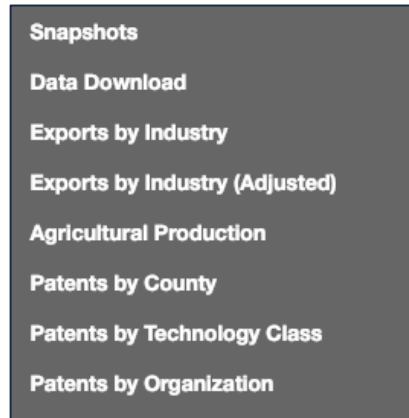 Snapshots
Data Download
Exports by Industry
Exports by Industry (Adjusted)
Agricultural Production
Patents by County
Patents by Technology Class
Patents by Organization